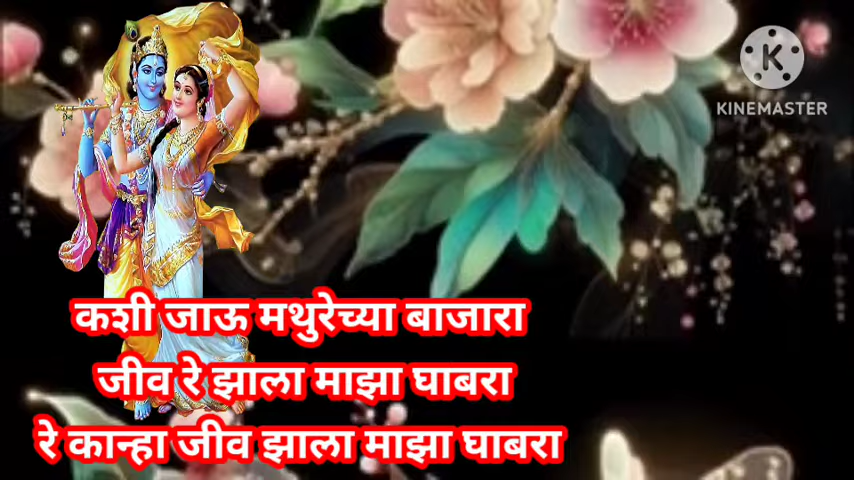 K
KINEMASTER
कशी जाऊ मथुरेच्या बाजारा
जीव रे झाला माझा घाबरा
रे कान्हा जीव झाला माझा घाबरा